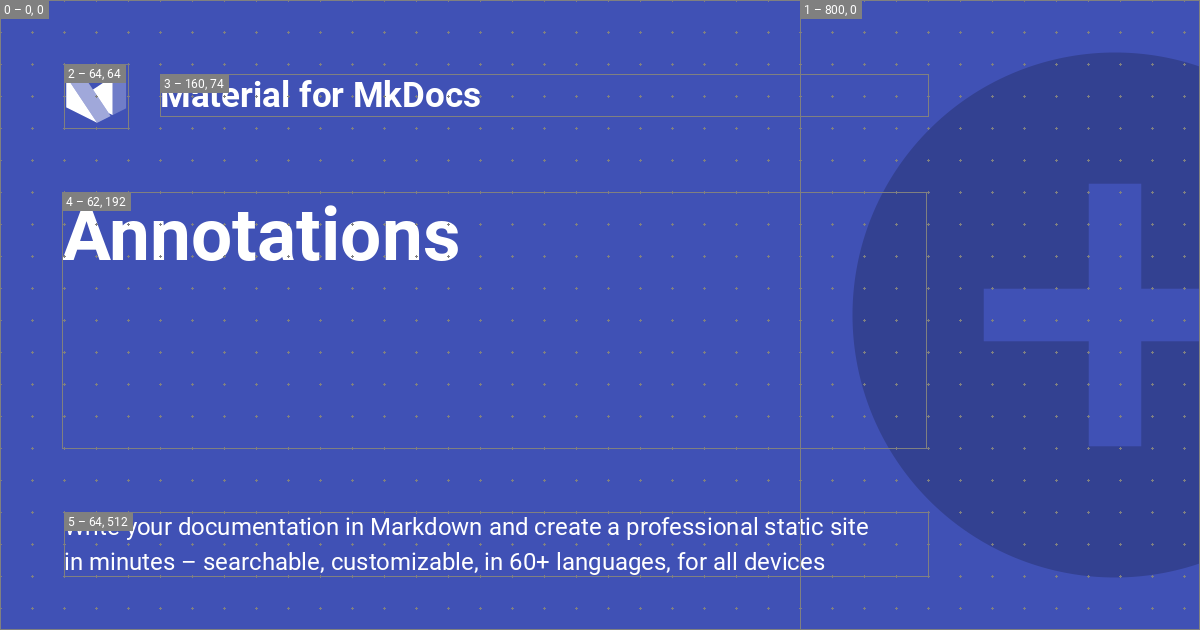 0 – 0, 0
1 – 800, 0
2 – 64, 64
3 – 160, 74
Material for MkDocs
4 – 62, 192
Annotations
5 – 64, 512
Write your documentation in Markdown and create a professional static site
in minutes – searchable, customizable, in 60+ languages, for all devices